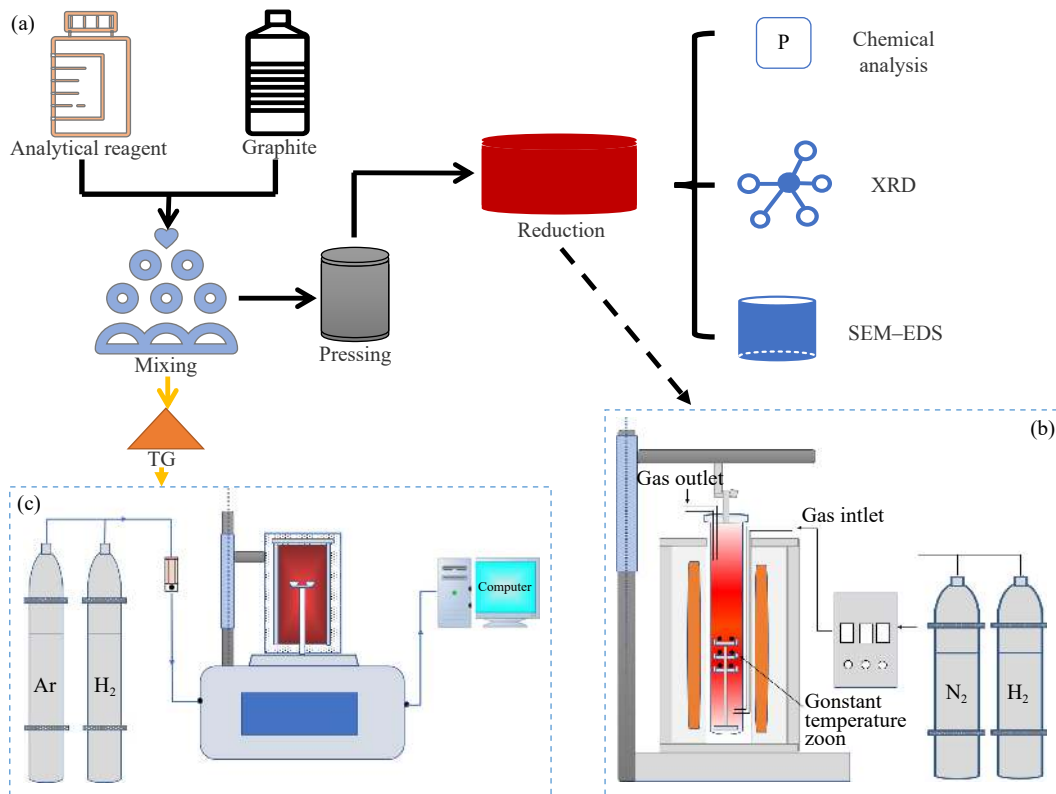 (a)
Analytical reagent
Graphite
Mixing
Pressing
Reduction
P
Chemical
analysis
XRD
SEM–EDS
TG
(b)
Gas outlet
Gas intlet
Gonstant
temperature
zoon
N2
H2
(c)
Ar
H2
Computer